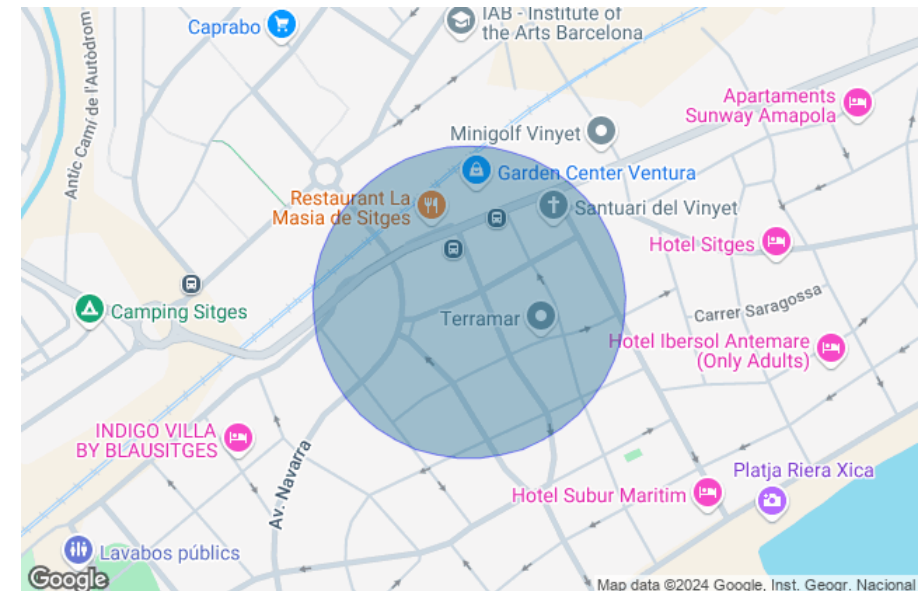 IAB - Institute of
the Arts Barcelona
Caprabo
Antic Camí de l'Autòdrom
Apartaments
Sunway Amapola
Minigolf Vinyet
Garden Center Ventura
Restaurant La
Masia de Sitges
Santuari del Vinyet
Hotel Sitges
Camping Sitges
Terramar
Carrer Saragossa
Hotel Ibersol Antemare
(Only Adults)
INDIGO VILLA
BY BLAUSITGES
Av. Navarra
Platja Riera Xica
Hotel Subur Maritim
Lavabos públics
Google
Map data ©2024 Google, Inst. Geogr. Nacional